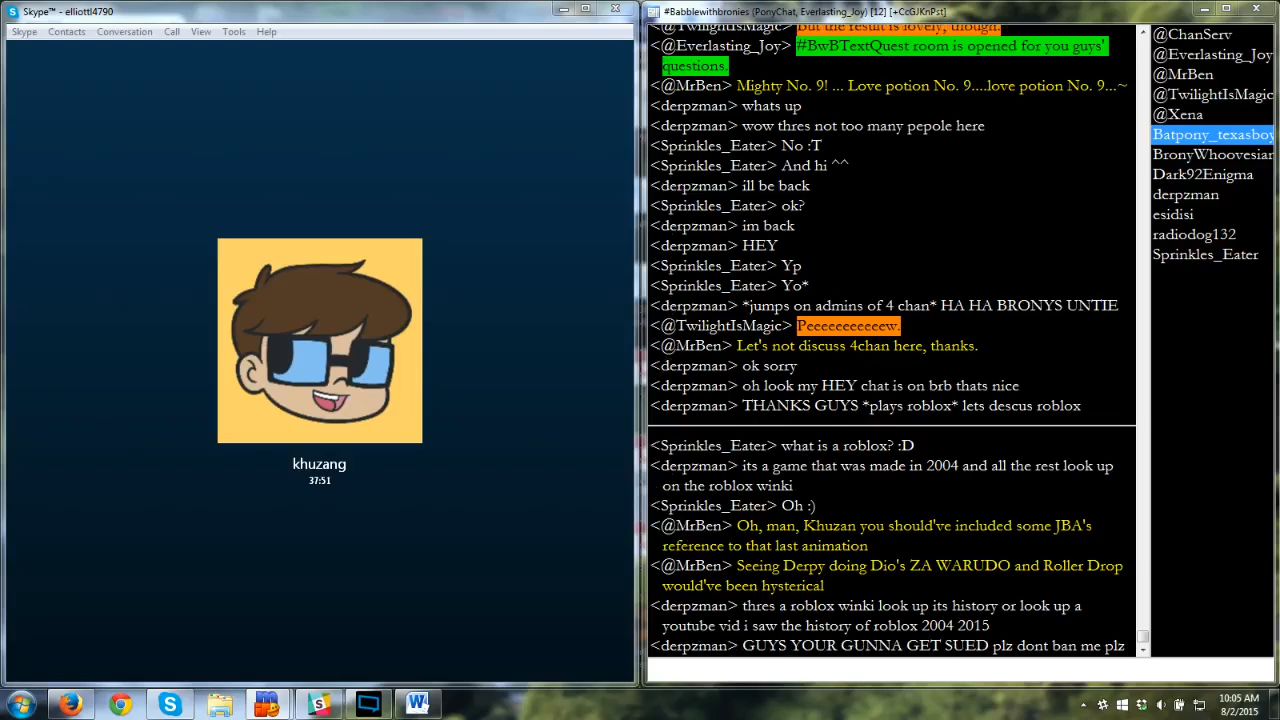 Skype™ - elliottl4790
Skype Contacts Conversation Call View Tools Help
khuzang
37:51
#Babblewithbronies (PonyChat, Everlasting_Joy) [12] [+CcGJKnPst]
<@TwilightIsMagic> But the result is lovely, though.
<@Everlasting_Joy> #BwBTextQuest room is opened for you guys'
questions.
<@MrBen> Mighty No. 9! ... Love potion No. 9....love potion No. 9...~
<derpzman> whats up
<derpzman> wow thres not too many pepole here
<Sprinkles_Eater> No :T
<Sprinkles_Eater> And hi ^^
<derpzman> ill be back
<Sprinkles_Eater> ok?
<derpzman> im back
<derpzman> HEY
<Sprinkles_Eater> Yp
<Sprinkles_Eater> Yo*
<derpzman> *jumps on admins of 4 chan* HA HA BRONYS UNTIE
<@TwilightIsMagic> Peeeeeeeeeeew.
<@MrBen> Let's not discuss 4chan here, thanks.
<derpzman> ok sorry
<derpzman> oh look my HEY chat is on brb thats nice
<derpzman> THANKS GUYS *plays roblox* lets descus roblox
<Sprinkles_Eater> what is a roblox? :D
<derpzman> its a game that was made in 2004 and all the rest look up
on the roblox winki
<Sprinkles_Eater> Oh :)
<@MrBen> Oh, man, Khuzan you should've included some JBA's
reference to that last animation
<@MrBen> Seeing Derpy doing Dio's ZA WARUDO and Roller Drop
would've been hysterical
<derpzman> thres a roblox winki look up its history or look up a
youtube vid i saw the history of roblox 2004 2015
<derpzman> GUYS YOUR GUNNA GET SUED plz dont ban me plz
@ChanServ
@Everlasting_Joy
@MrBen
@TwilightIsMagic
@Xena
Batpony_texasboy
BronyWhoovesian
Dark92Enigma
derpzman
esidisi
radiodog132
Sprinkles_Eater
10:05 AM
8/2/2015